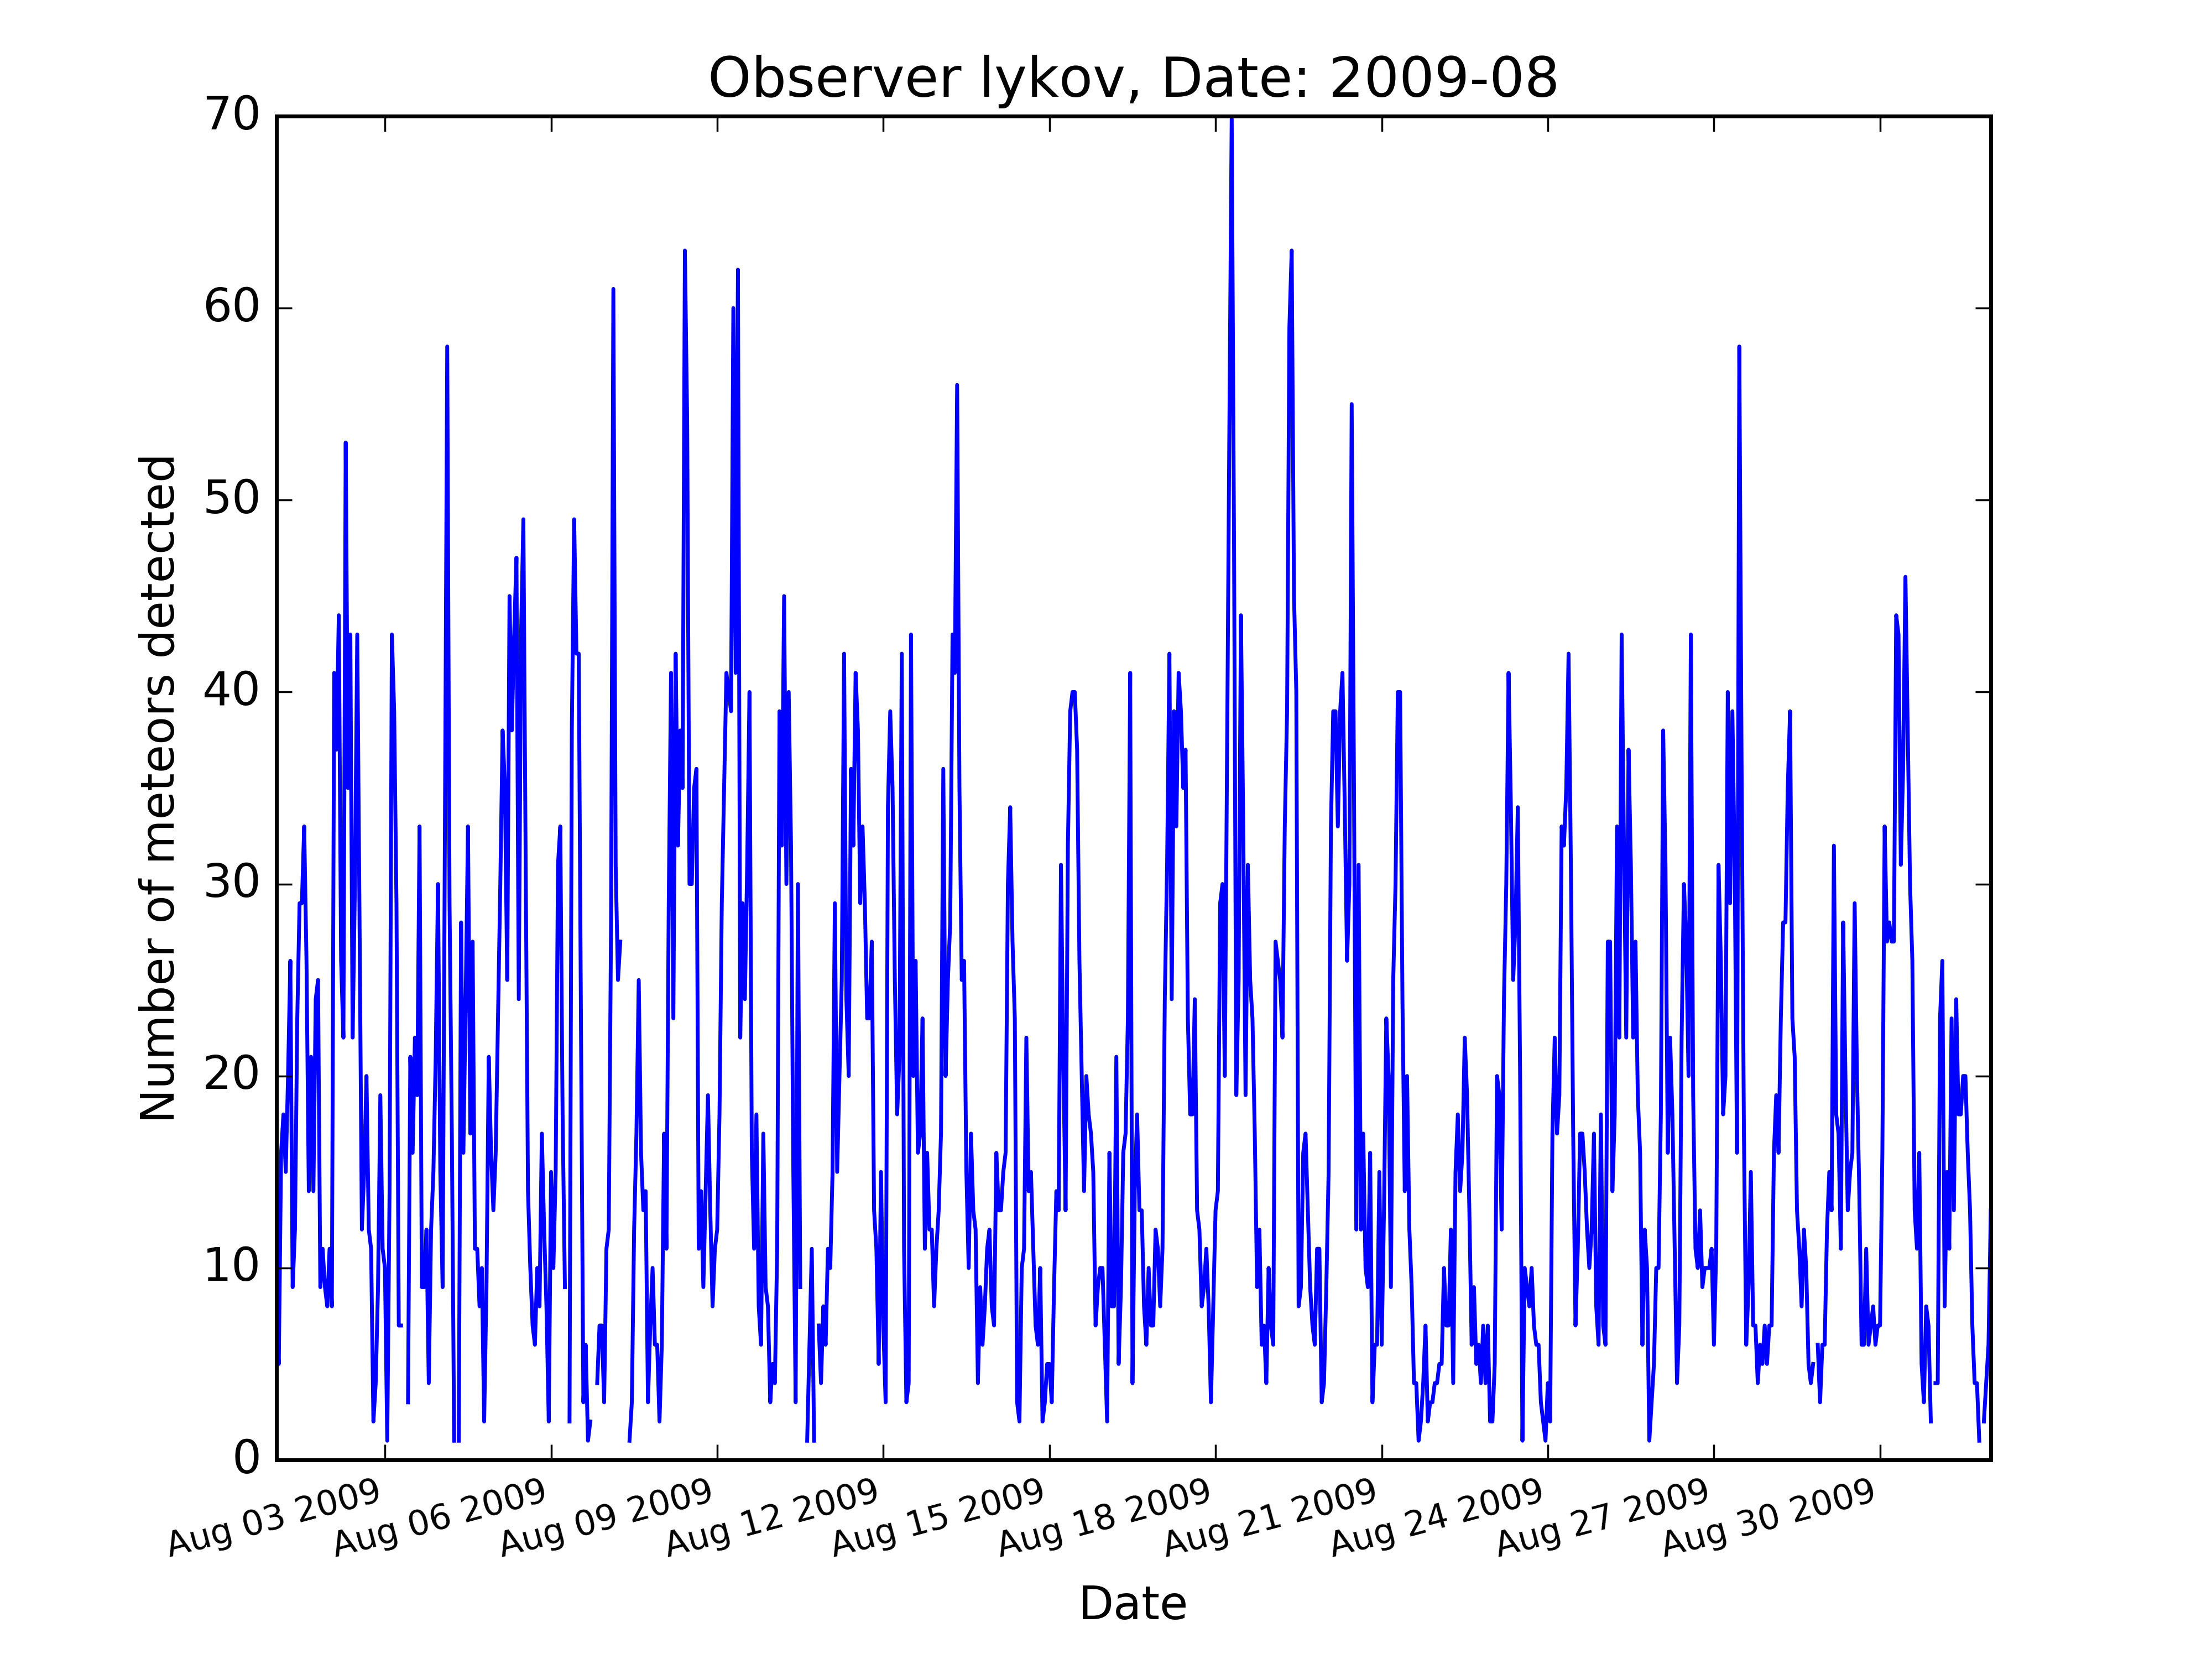 Observer lykov, Date: 2009-08
Number of meteors detected
70
60
50
40
30
20
10
0
Aug 03 2009
Aug 06 2009
Aug 09 2009
Aug 12 2009
Aug 15 2009
Aug 18 2009
Aug 21 2009
Aug 24 2009
Aug 27 2009
Aug 30 2009
Date